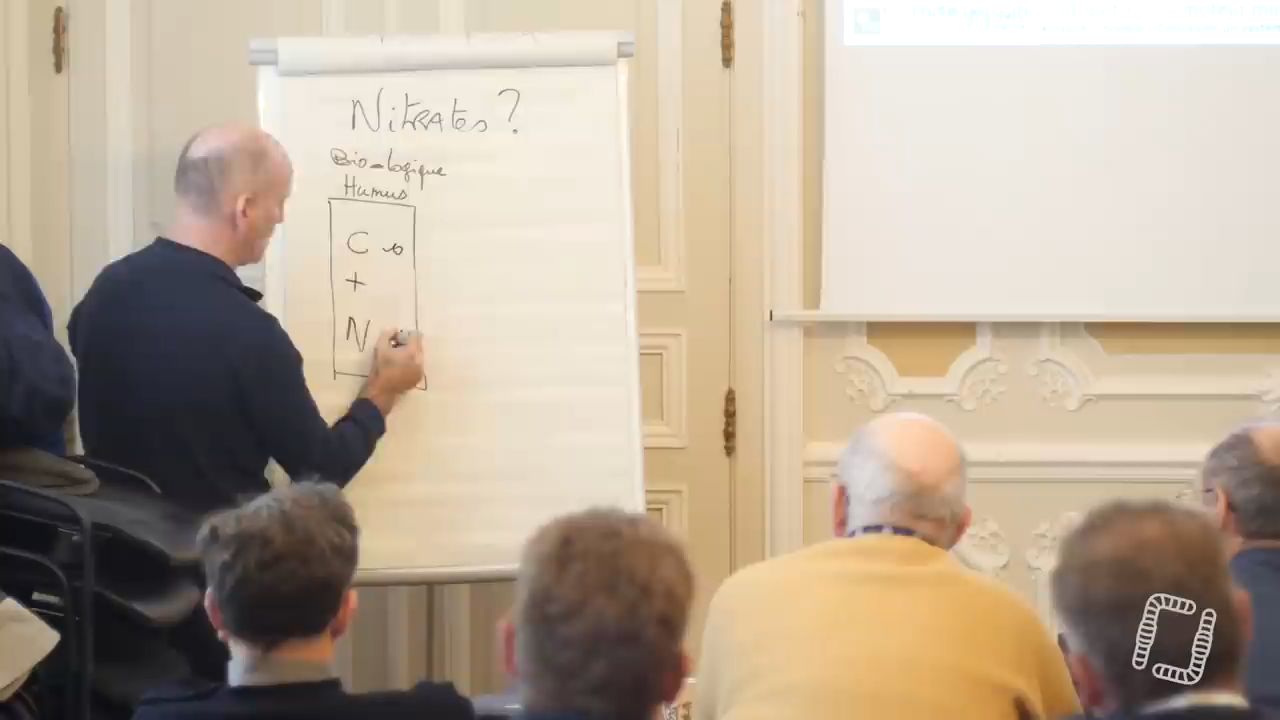 Nitrates ?
Bio-logique
Humus
C
+
N